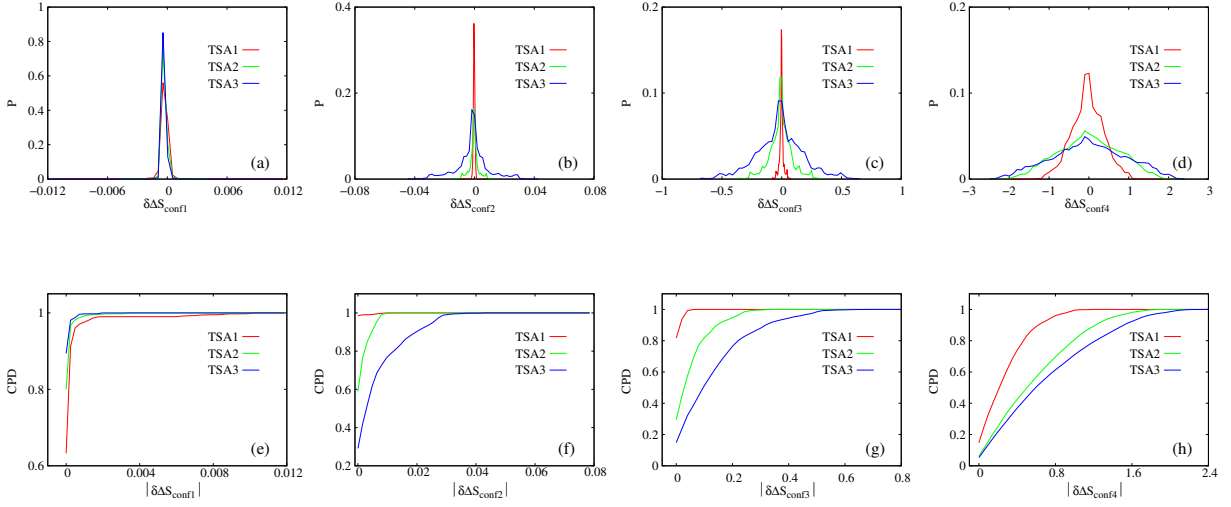 1
0.8
0.6
0.4
0.2
0
P
TSA1
TSA2
TSA3
(a)
−0.012 −0.006 0 0.006 0.012
δΔS_conf1
0.4
0.2
0.00
P
TSA1
TSA2
TSA3
(b)
−0.08 −0.04 0 0.04 0.08
δΔS_conf2
0.2
0.1
0
P
TSA1
TSA2
TSA3
(c)
−1 −0.5 0 0.5 1
δΔS_conf3
0.2
0.1
0
P
TSA1
TSA2
TSA3
(d)
−3 −2 −1 0 1 2 3
δΔS_conf4
1.0
0.8
0.6
CPD
TSA1
TSA2
TSA3
(e)
0 0.004 0.008 0.012
|δΔS_conf1|
1.0
0.8
0.6
0.4
0.2
CPD
TSA1
TSA2
TSA3
(f)
0 0.02 0.04 0.06 0.08
|δΔS_conf2|
1.0
0.8
0.6
0.4
0.2
0
CPD
TSA1
TSA2
TSA3
(g)
0 0.2 0.4 0.6 0.8
|δΔS_conf3|
1.0
0.8
0.6
0.4
0.2
0
CPD
TSA1
TSA2
TSA3
(h)
0 0.8 1.6 2.4
|δΔS_conf4|